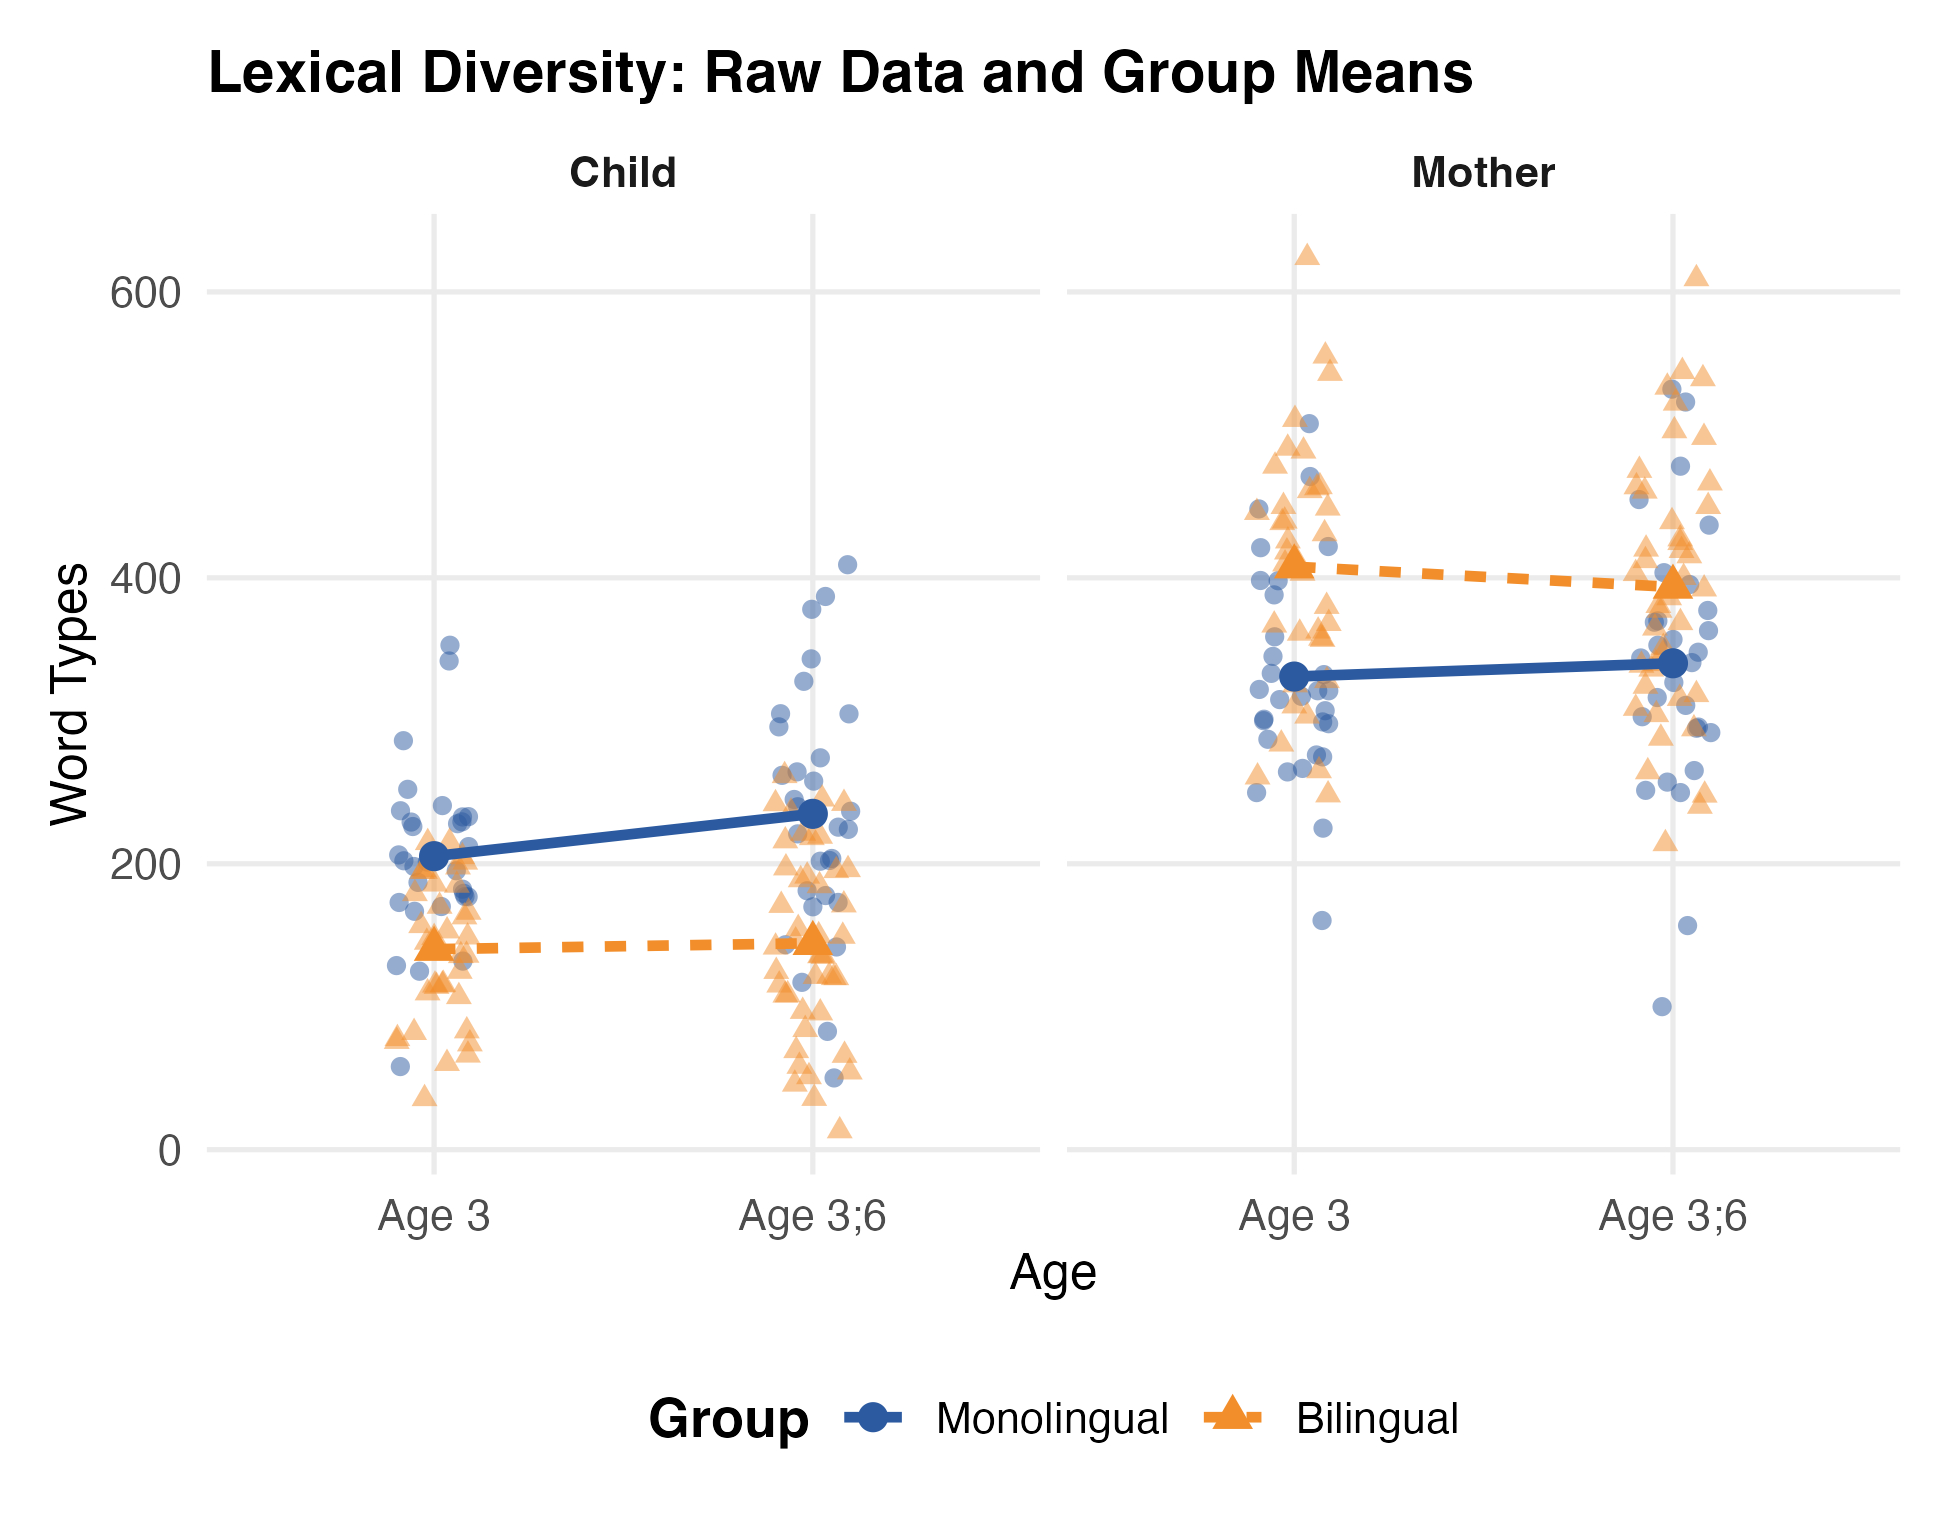 Lexical Diversity: Raw Data and Group Means
Child
Mother
Word Types
600
400
200
0
Age 3
Age 3;6
Age 3
Age 3;6
Age
Group
Monolingual
Bilingual